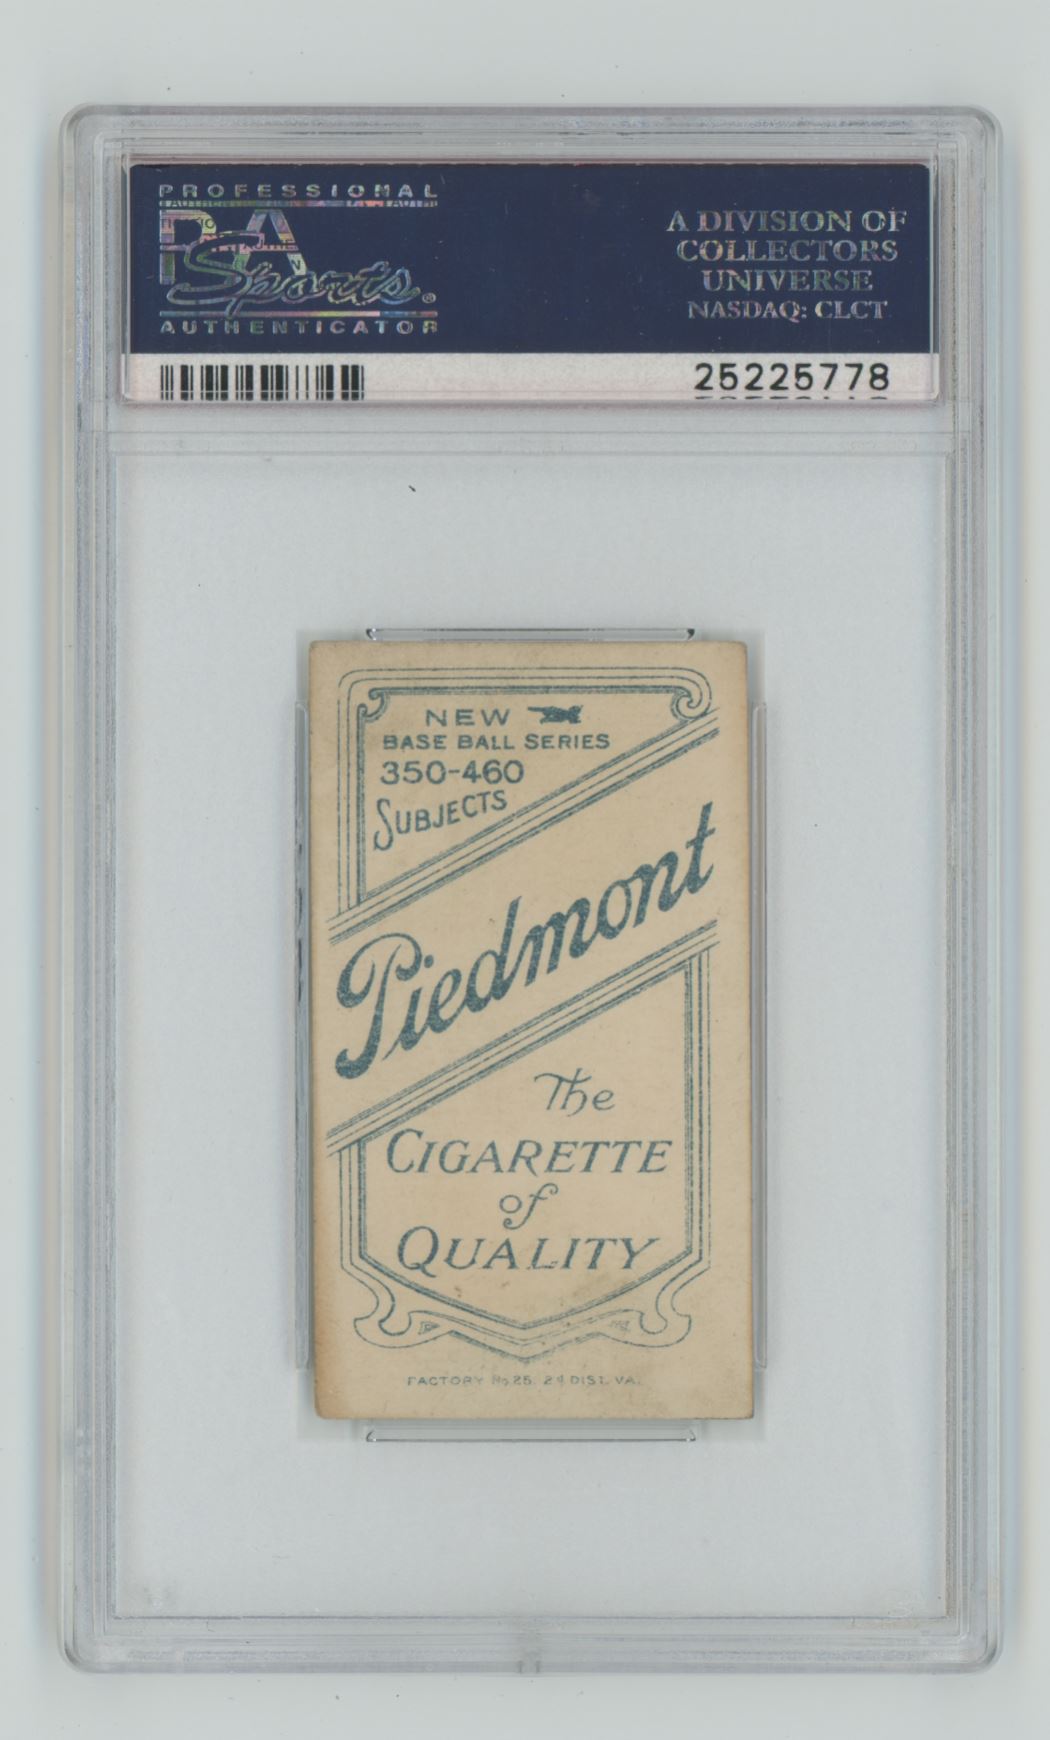 PROFESSIONAL
PSA
Sports®
AUTHENTICATOR
A DIVISION OF
COLLECTORS
UNIVERSE
NASDAQ: CLCT
25225778
NEW
BASE BALL SERIES
350-460
SUBJECTS
Piedmont
The
CIGARETTE
of
QUALITY
FACTORY No 25. 2d DIST. VA.